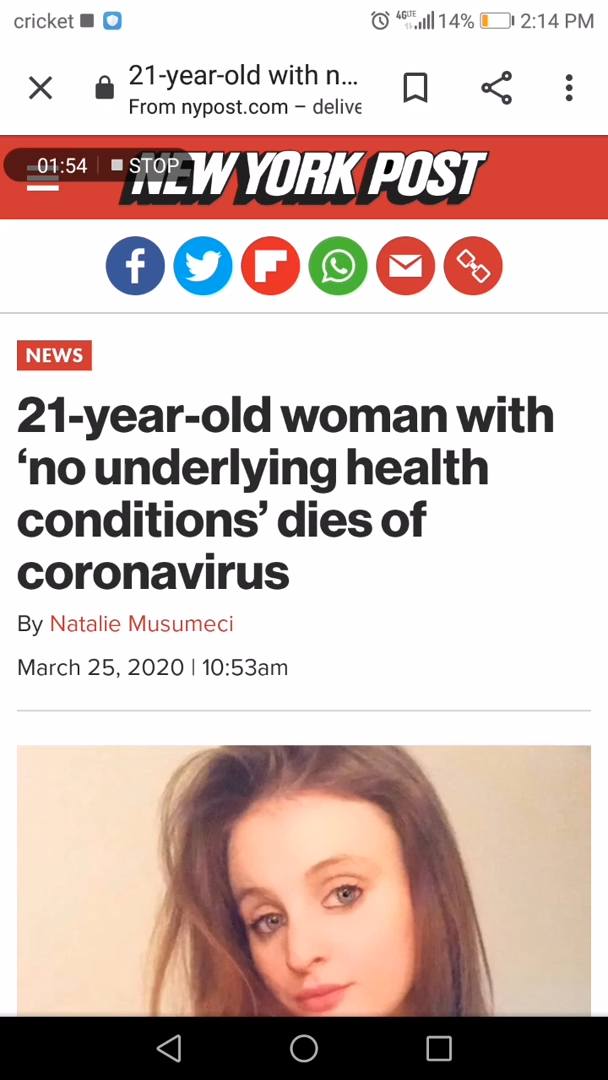 cricket 4G LTE 14% 2:14 PM
21-year-old with n...
From nypost.com – delive
01:54 STOP
NEW YORK POST
NEWS
21-year-old woman with
‘no underlying health
conditions’ dies of
coronavirus
By Natalie Musumeci
March 25, 2020 | 10:53am